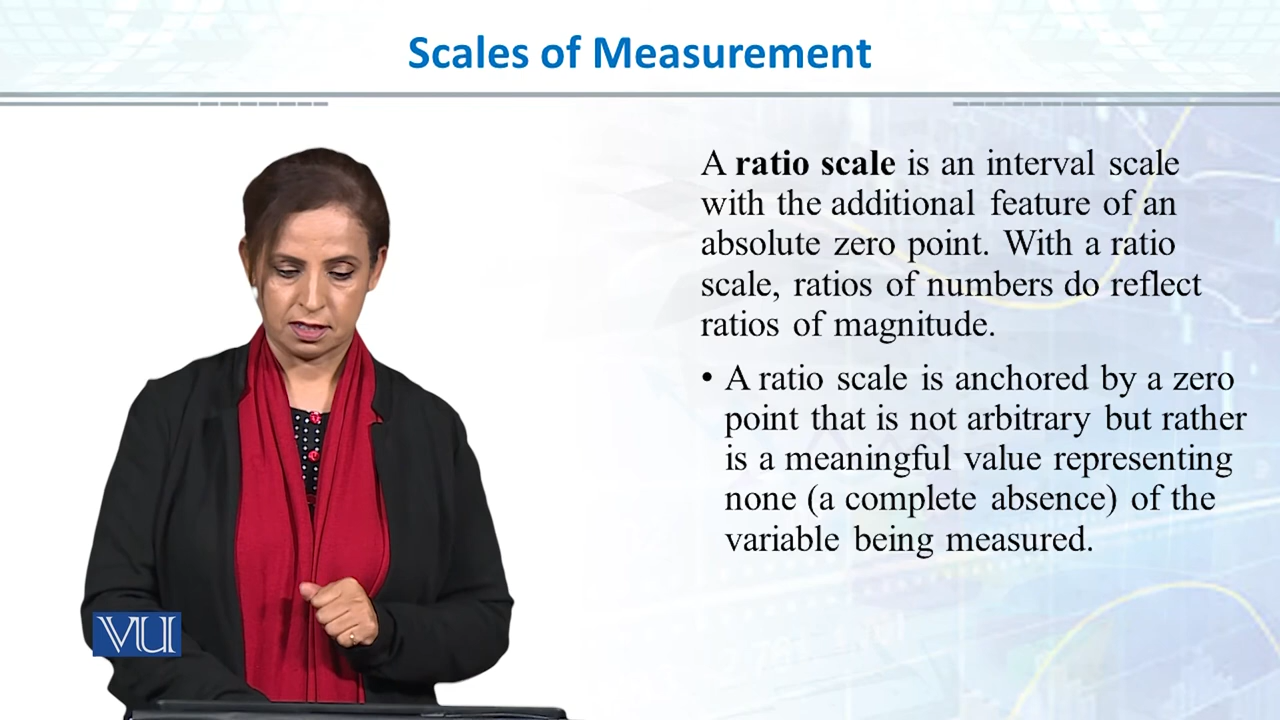 Scales of Measurement
A ratio scale is an interval scale
with the additional feature of an
absolute zero point. With a ratio
scale, ratios of numbers do reflect
ratios of magnitude.
• A ratio scale is anchored by a zero
point that is not arbitrary but rather
is a meaningful value representing
none (a complete absence) of the
variable being measured.
VU